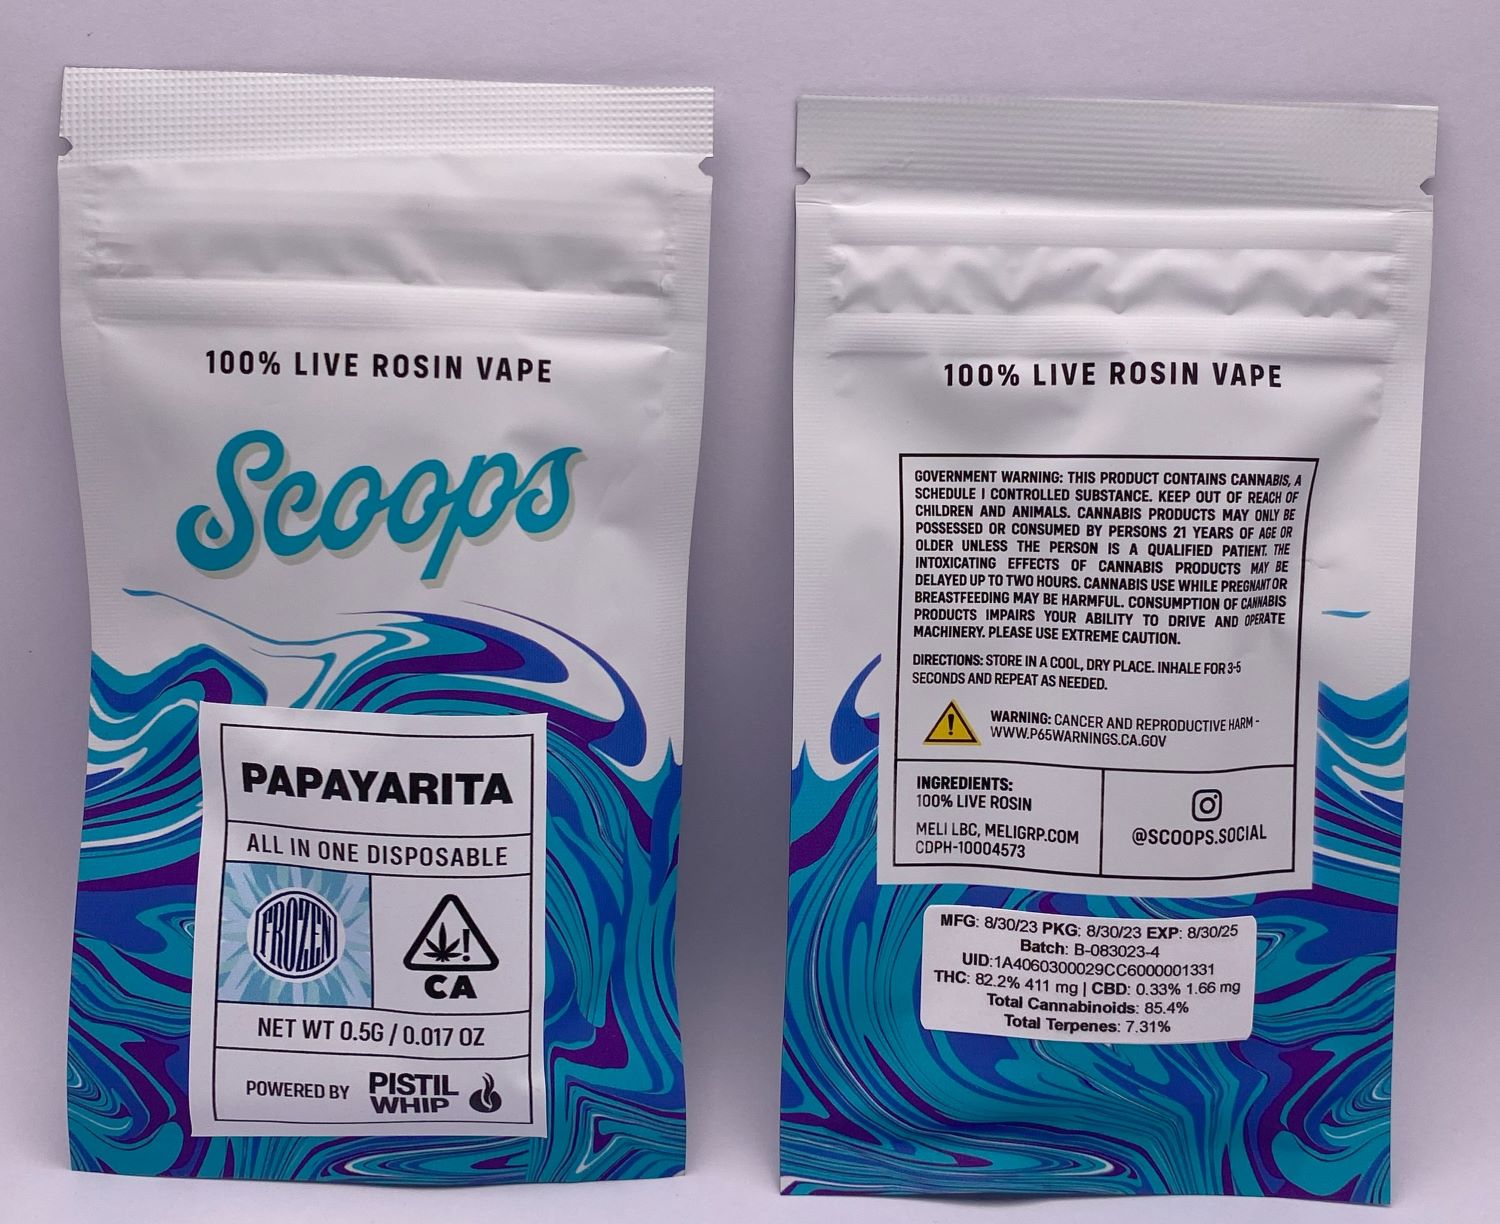 100% LIVE ROSIN VAPE
Scoops
PAPAYARITA
ALL IN ONE DISPOSABLE
FROZEN
!
CA
NET WT 0.5G / 0.017 OZ
POWERED BY PISTIL
WHIP
100% LIVE ROSIN VAPE
GOVERNMENT WARNING: THIS PRODUCT CONTAINS CANNABIS, A
SCHEDULE I CONTROLLED SUBSTANCE. KEEP OUT OF REACH OF
CHILDREN AND ANIMALS. CANNABIS PRODUCTS MAY ONLY BE
POSSESSED OR CONSUMED BY PERSONS 21 YEARS OF AGE OR
OLDER UNLESS THE PERSON IS A QUALIFIED PATIENT. THE
INTOXICATING EFFECTS OF CANNABIS PRODUCTS MAY BE
DELAYED UP TO TWO HOURS. CANNABIS USE WHILE PREGNANT OR
BREASTFEEDING MAY BE HARMFUL. CONSUMPTION OF CANNABIS
PRODUCTS IMPAIRS YOUR ABILITY TO DRIVE AND OPERATE
MACHINERY. PLEASE USE EXTREME CAUTION.
DIRECTIONS: STORE IN A COOL, DRY PLACE. INHALE FOR 3-5
SECONDS AND REPEAT AS NEEDED.
! WARNING: CANCER AND REPRODUCTIVE HARM -
WWW.P65WARNINGS.CA.GOV
INGREDIENTS:
100% LIVE ROSIN
MELI LBC, MELIGRP.COM
CDPH-10004573
@SCOOPS.SOCIAL
MFG: 8/30/23 PKG: 8/30/23 EXP: 8/30/25
Batch: B-083023-4
UID:1A4060300029CC6000001331
THC: 82.2% 411 mg | CBD: 0.33% 1.66 mg
Total Cannabinoids: 85.4%
Total Terpenes: 7.31%